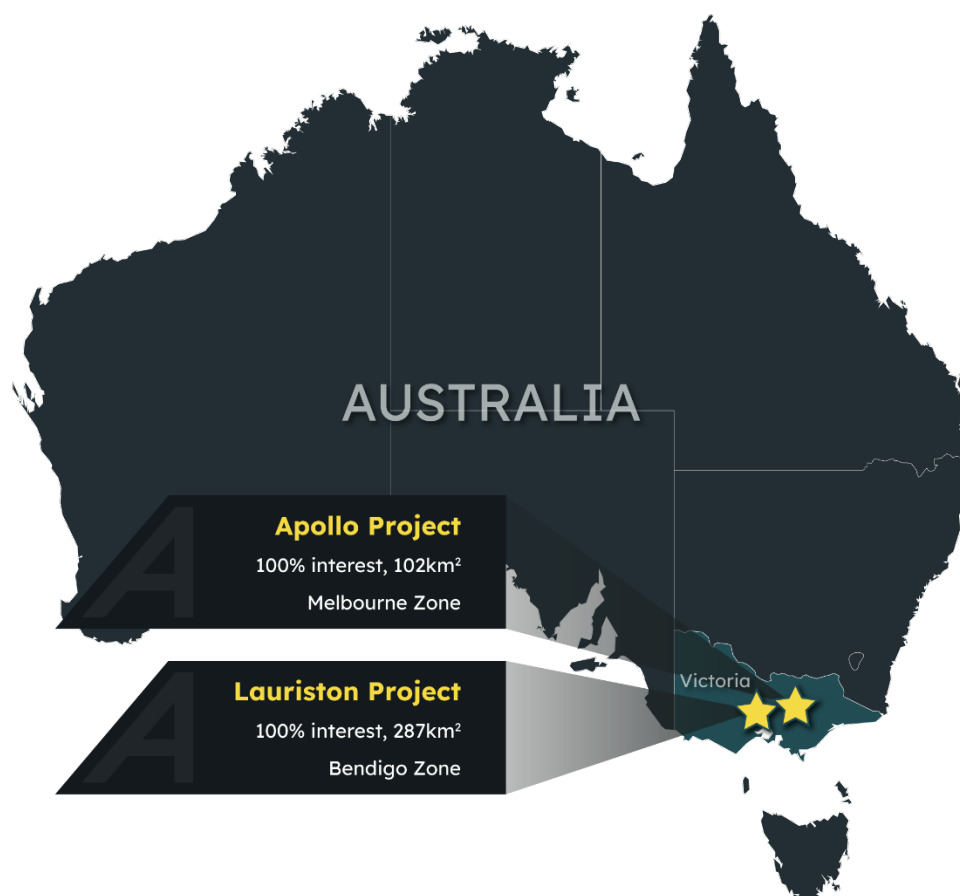 AUSTRALIA
Apollo Project
100% interest, 102km²
Melbourne Zone
Lauriston Project
100% interest, 287km²
Bendigo Zone
Victoria